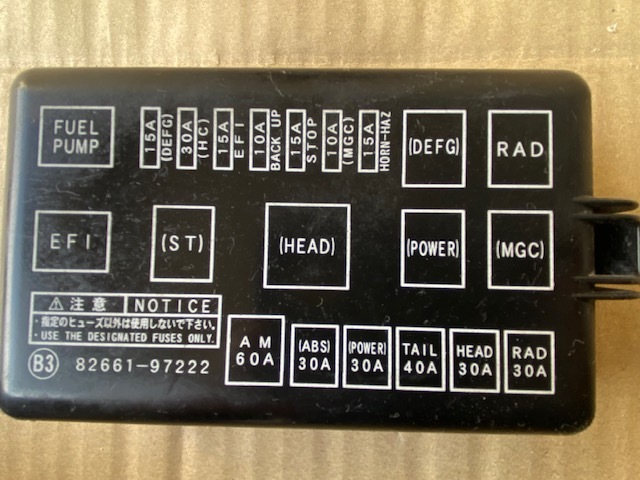 FUEL
PUMP
15A
(DEFG)
30A
(HC)
15A
EFI
10A
BACK UP
15A
STOP
10A
(MGC)
15A
HORN-HAZ
(DEFG)
RAD
EFI
(ST)
(HEAD)
(POWER)
(MGC)
⚠注意 NOTICE
・指定のヒューズ以外は使用しないで下さい。
・USE THE DESIGNATED FUSES ONLY.
B3 82661-97222
AM
60A
(ABS)
30A
(POWER)
30A
TAIL
40A
HEAD
30A
RAD
30A